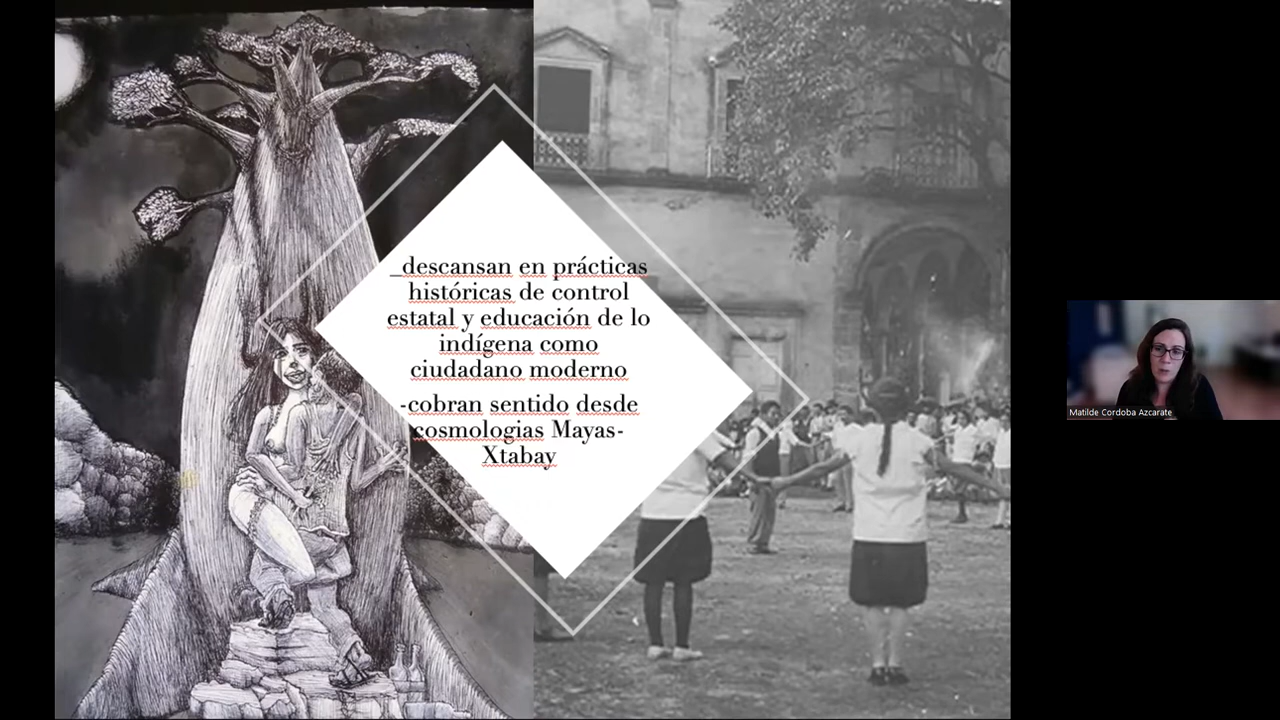 _descansan en prácticas
históricas de control
estatal y educación de lo
indígena como
ciudadano moderno
-cobran sentido desde
cosmologias Mayas-
Xtabay
Matilde Cordoba Azcarate